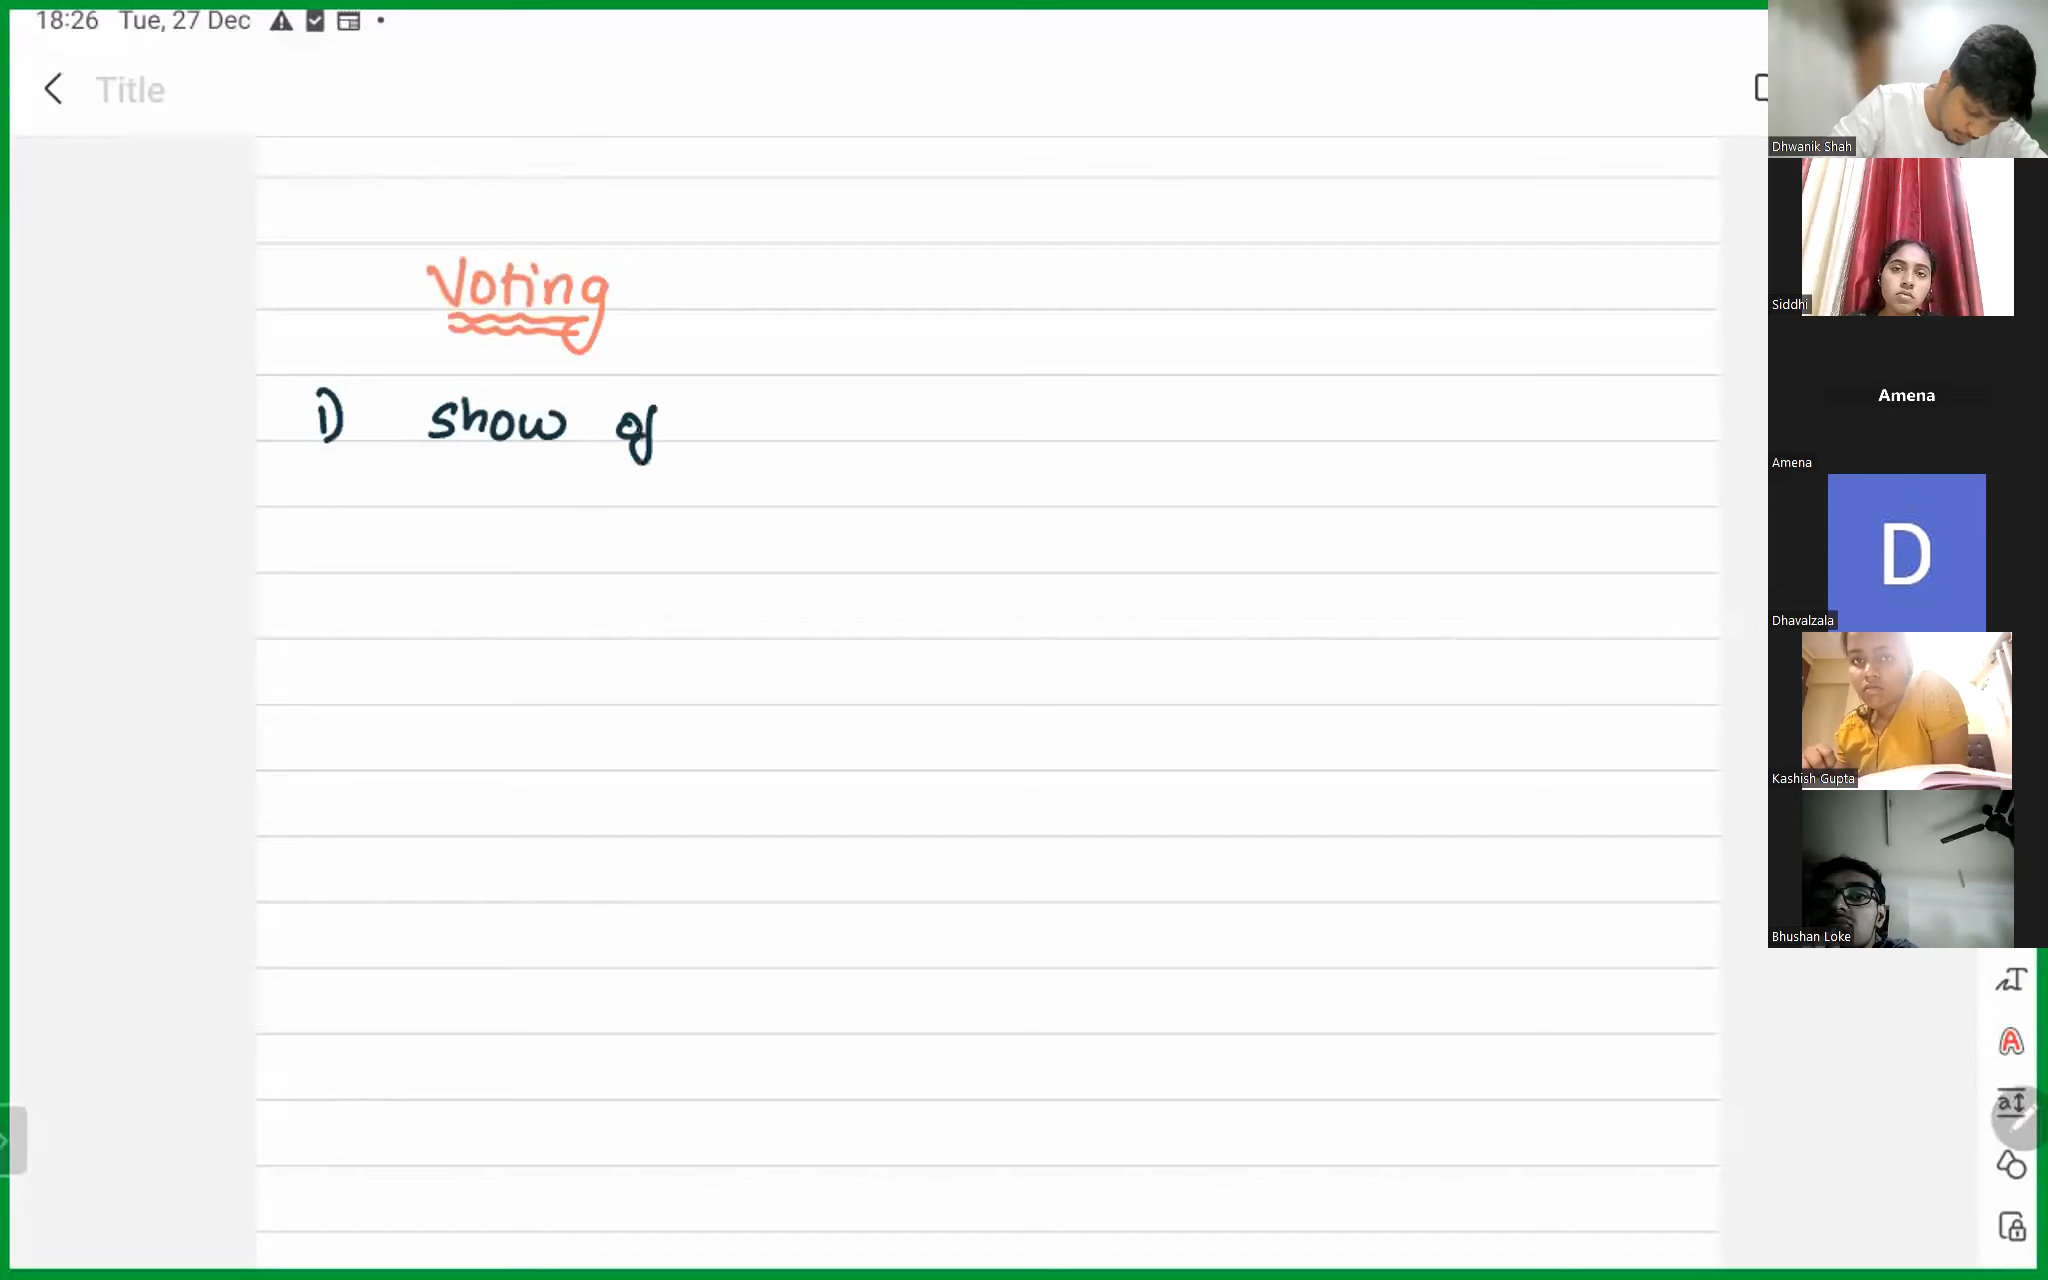 18:26 Tue, 27 Dec
Title
Voting
1) show of
Dhwanik Shah
Siddhi
Amena
Amena
D
Dhavalzala
Kashish Gupta
Bhushan Loke